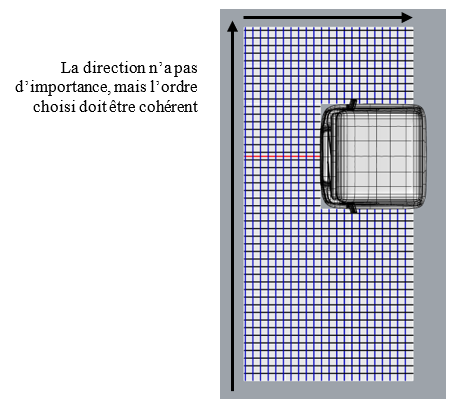 La direction n’a pas
d’importance, mais l’ordre
choisi doit être cohérent